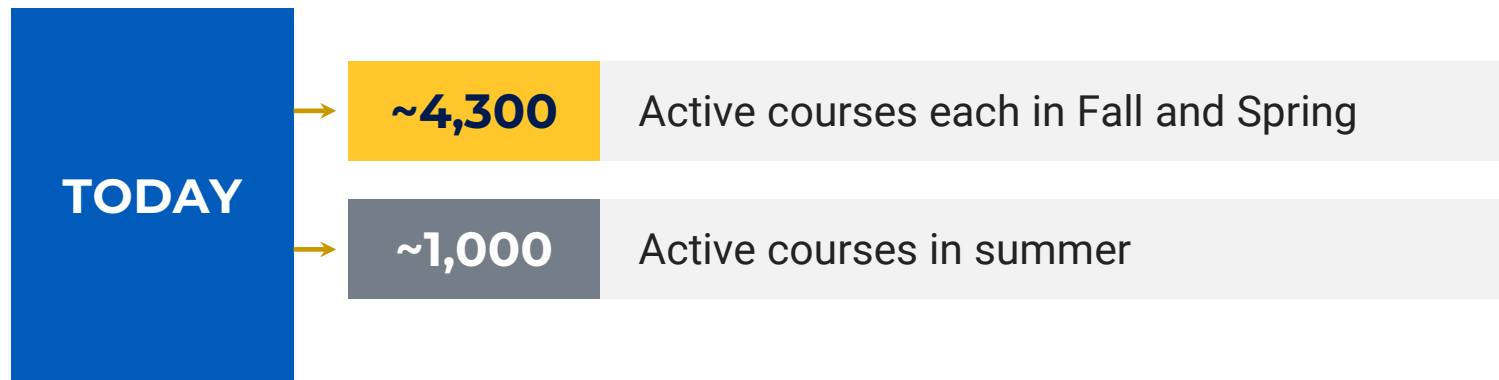 TODAY
~4,300
Active courses each in Fall and Spring
~1,000
Active courses in summer